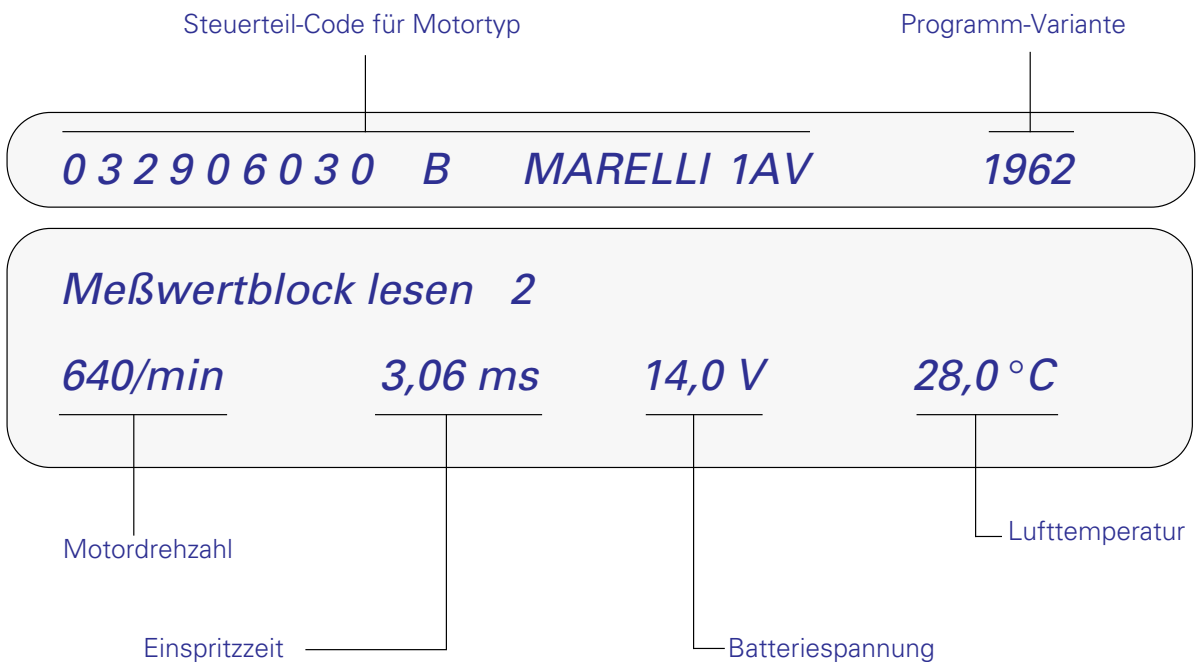 Steuerteil-Code für Motortyp Programm-Variante
0 3 2 9 0 6 0 3 0 B MARELLI 1AV 1962
Meßwertblock lesen 2
640/min 3,06 ms 14,0 V 28,0 °C
Lufttemperatur
Motordrehzahl
Einspritzzeit Batteriespannung